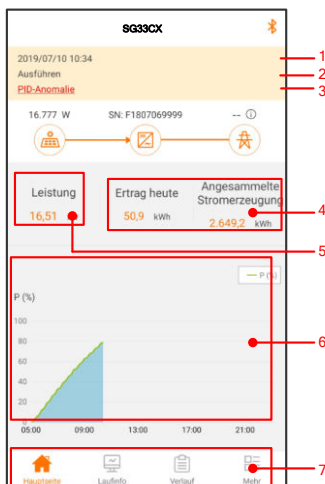 SG33CX
2019/07/10 10:34
1
Ausführen
2
PID-Anomalie
3
16.777 W
SN: F1807069999
--
Leistung
Ertrag heute
Angesammelte
Stromerzeugung
16,51
50,9 kWh
2.649,2 kWh
4
5
P (%)
P (%)
100
80
60
40
20
0
6
05:00 09:00 13:00 17:00 21:00
Hauptseite
Laufinfo
Verlauf
Mehr
7